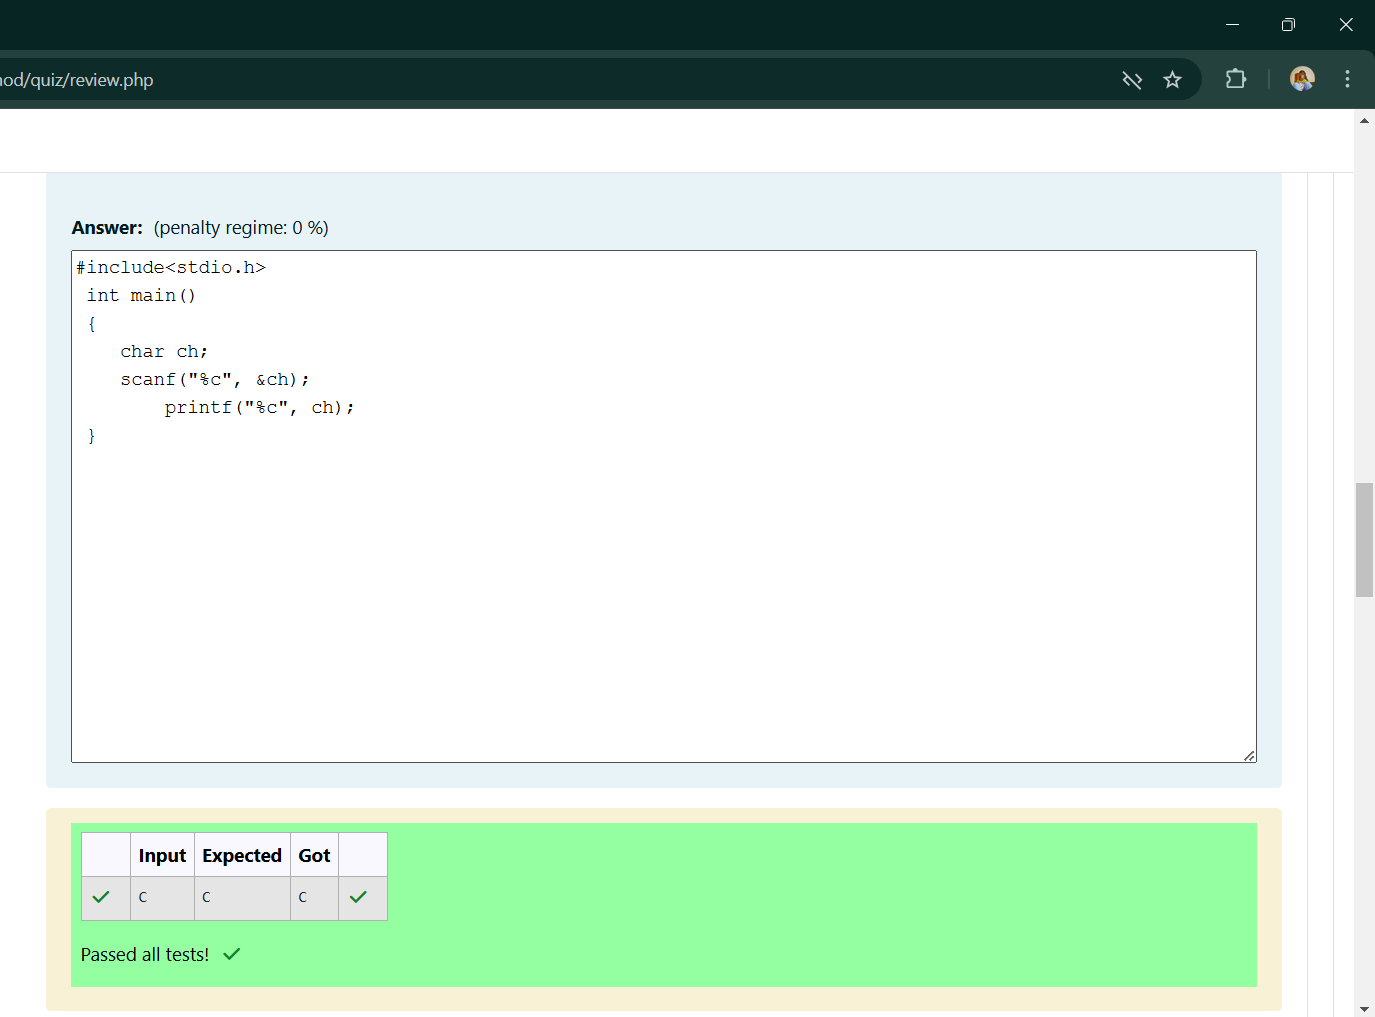 nod/quiz/review.php
Answer: (penalty regime: 0 %)
#include<stdio.h>
 int main()
 {
    char ch;
    scanf("%c", &ch);
        printf("%c", ch);
 }
Input Expected Got
C C C
Passed all tests!